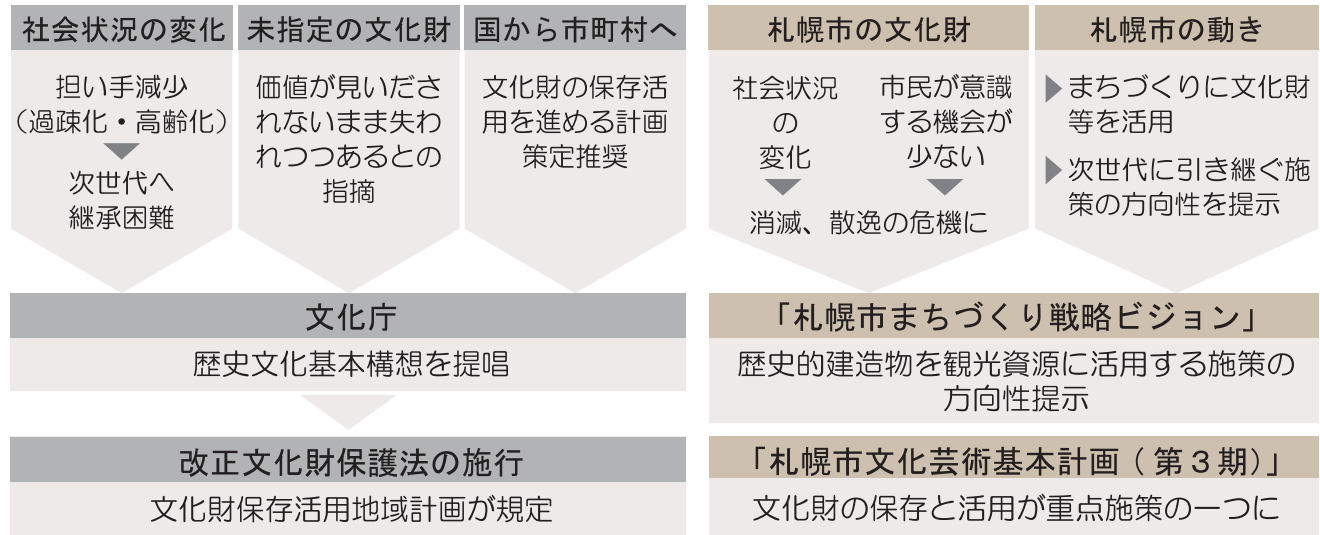 社会状況の変化
担い手減少
（過疎化・高齢化）
次世代へ
継承困難
未指定の文化財
価値が見いださ
れないまま失わ
れつつあるとの
指摘
国から市町村へ
文化財の保存活
用を進める計画
策定推奨
文化庁
歴史文化基本構想を提唱
改正文化財保護法の施行
文化財保存活用地域計画が規定
札幌市の文化財
社会状況
の
変化
市民が意識
する機会が
少ない
消滅、散逸の危機に
札幌市の動き
まちづくりに文化財
等を活用
次世代に引き継ぐ施
策の方向性を提示
「札幌市まちづくり戦略ビジョン」
歴史的建造物を観光資源に活用する施策の
方向性提示
「札幌市文化芸術基本計画（第３期）」
文化財の保存と活用が重点施策の一つに